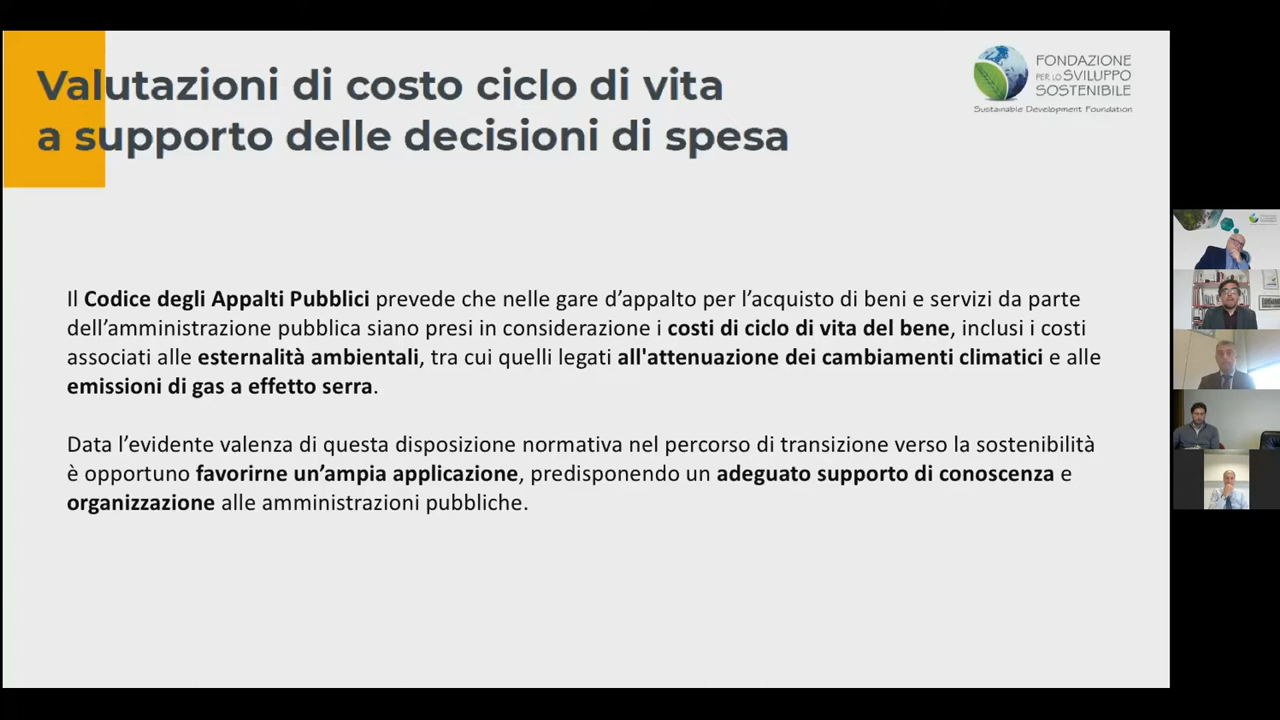 Valutazioni di costo ciclo di vita
a supporto delle decisioni di spesa
FONDAZIONE
PER LO SVILUPPO
SOSTENIBILE
Sustainable Development Foundation
Il Codice degli Appalti Pubblici prevede che nelle gare d’appalto per l’acquisto di beni e servizi da parte
dell’amministrazione pubblica siano presi in considerazione i costi di ciclo di vita del bene, inclusi i costi
associati alle esternalità ambientali, tra cui quelli legati all'attenuazione dei cambiamenti climatici e alle
emissioni di gas a effetto serra.
Data l’evidente valenza di questa disposizione normativa nel percorso di transizione verso la sostenibilità
è opportuno favorirne un’ampia applicazione, predisponendo un adeguato supporto di conoscenza e
organizzazione alle amministrazioni pubbliche.